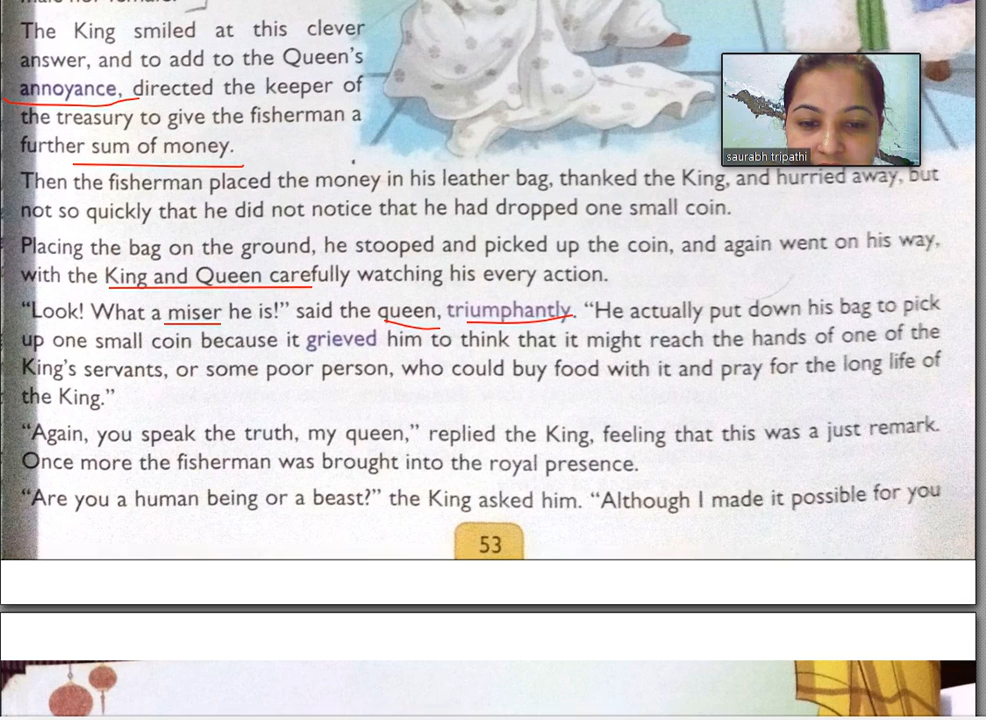 The King smiled at this clever
answer, and to add to the Queen's
annoyance, directed the keeper of
the treasury to give the fisherman a
further sum of money.
saurabh tripathi
Then the fisherman placed the money in his leather bag, thanked the King, and hurried away, but
not so quickly that he did not notice that he had dropped one small coin.
Placing the bag on the ground, he stooped and picked up the coin, and again went on his way,
with the King and Queen carefully watching his every action.
"Look! What a miser he is!" said the queen, triumphantly. "He actually put down his bag to pick
up one small coin because it grieved him to think that it might reach the hands of one of the
King's servants, or some poor person, who could buy food with it and pray for the long life of
the King."
"Again, you speak the truth, my queen," replied the King, feeling that this was a just remark.
Once more the fisherman was brought into the royal presence.
"Are you a human being or a beast?" the King asked him. "Although I made it possible for you
53